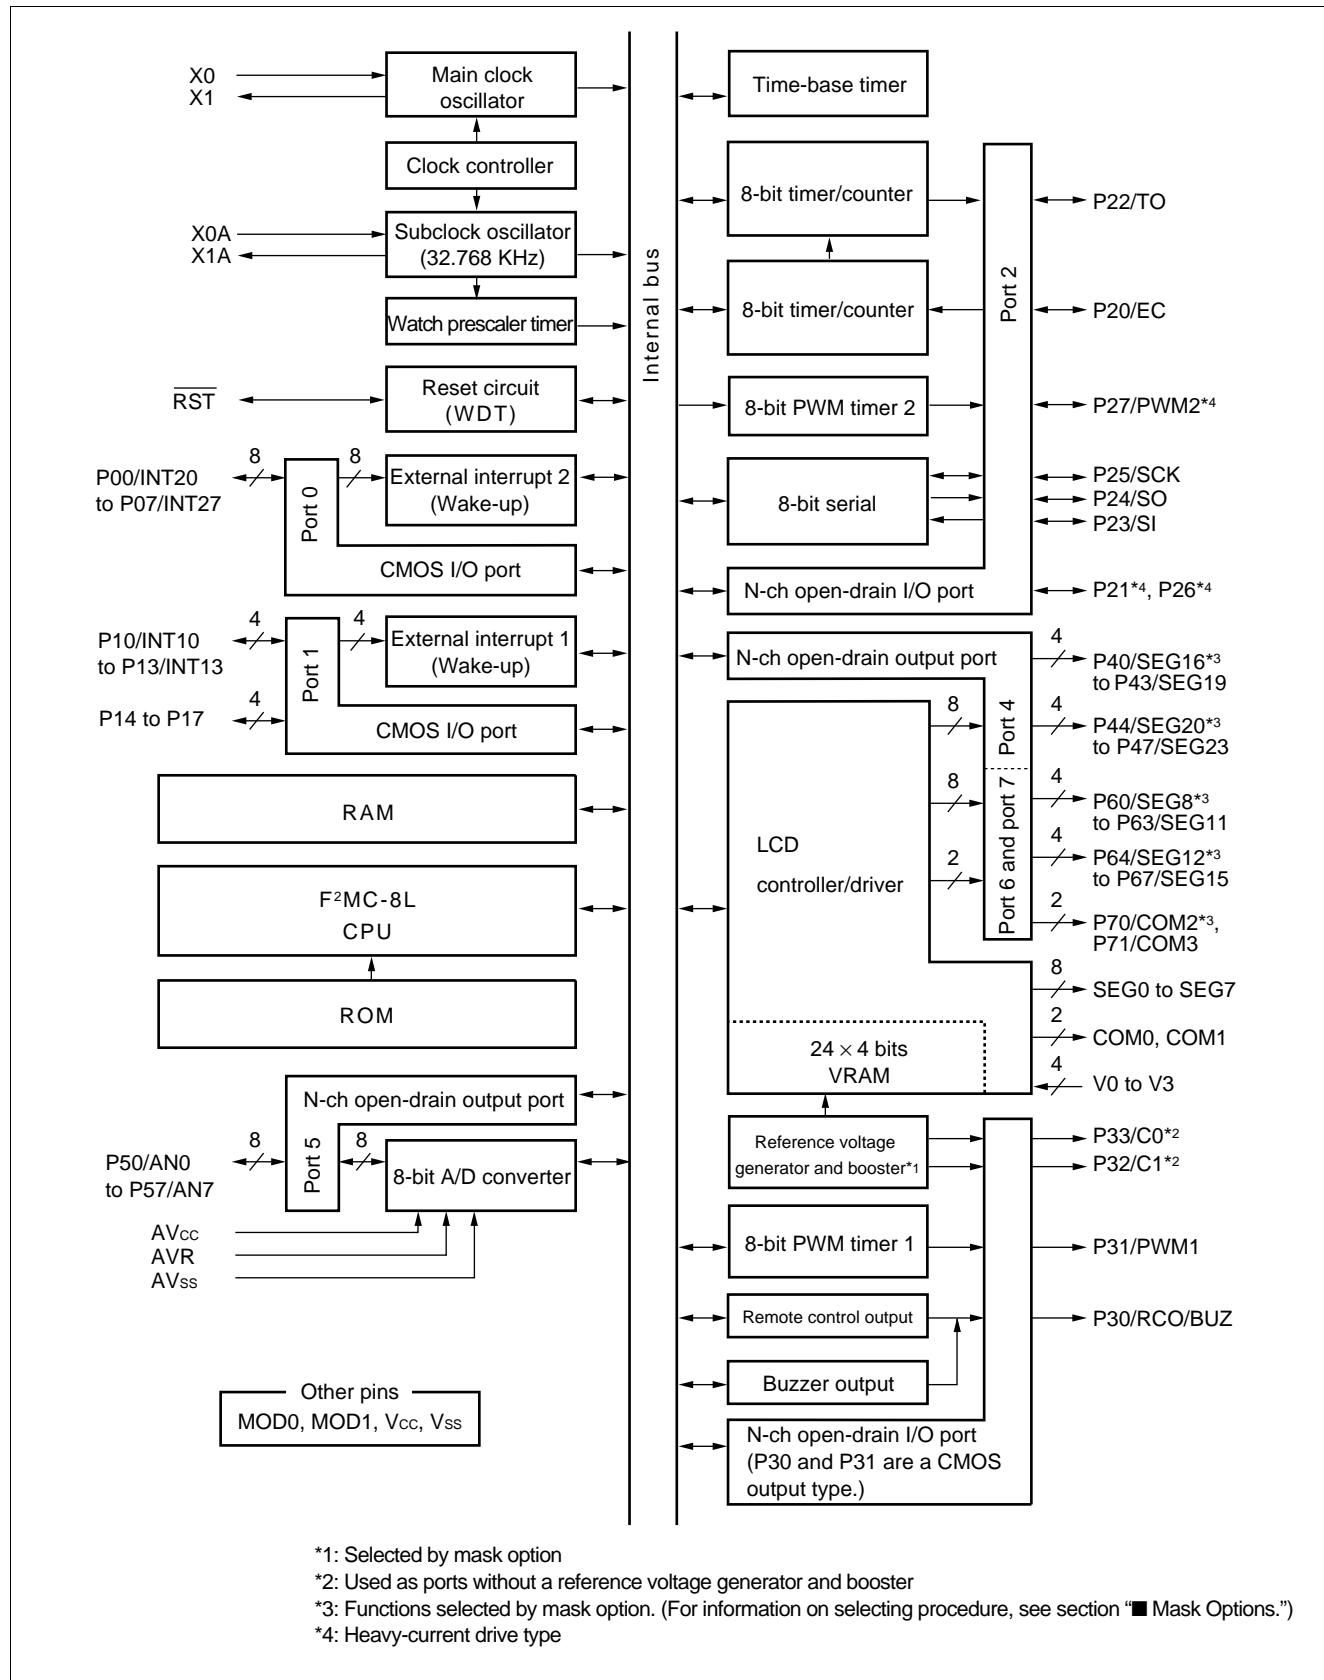 X0
X1
Main clock
oscillator
Clock controller
X0A
X1A
Subclock oscillator
(32.768 KHz)
Watch prescaler timer
RST
Reset circuit
(WDT)
P00/INT20
to P07/INT27
8
8
Port 0
External interrupt 2
(Wake-up)
CMOS I/O port
P10/INT10
to P13/INT13
4
4
Port 1
External interrupt 1
(Wake-up)
P14 to P17
4
CMOS I/O port
RAM
F²MC-8L
CPU
ROM
N-ch open-drain output port
P50/AN0
to P57/AN7
8
8
Port 5
8-bit A/D converter
AVCC
AVR
AVSS
Other pins
MOD0, MOD1, VCC, VSS
Internal bus
Time-base timer
8-bit timer/counter
P22/TO
8-bit timer/counter
Port 2
P20/EC
8-bit PWM timer 2
P27/PWM2*4
8-bit serial
P25/SCK
P24/SO
P23/SI
N-ch open-drain I/O port
P21*4, P26*4
N-ch open-drain output port
4
P40/SEG16*3
to P43/SEG19
8
Port 4
4
P44/SEG20*3
to P47/SEG23
8
Port 6 and port 7
4
P60/SEG8*3
to P63/SEG11
LCD
controller/driver
2
4
P64/SEG12*3
to P67/SEG15
2
P70/COM2*3,
P71/COM3
8
SEG0 to SEG7
2
COM0, COM1
24 × 4 bits
VRAM
4
V0 to V3
Reference voltage
generator and booster*1
P33/C0*2
P32/C1*2
8-bit PWM timer 1
P31/PWM1
Remote control output
P30/RCO/BUZ
Buzzer output
N-ch open-drain I/O port
(P30 and P31 are a CMOS
output type.)
*1: Selected by mask option
*2: Used as ports without a reference voltage generator and booster
*3: Functions selected by mask option. (For information on selecting procedure, see section “■ Mask Options.”)
*4: Heavy-current drive type